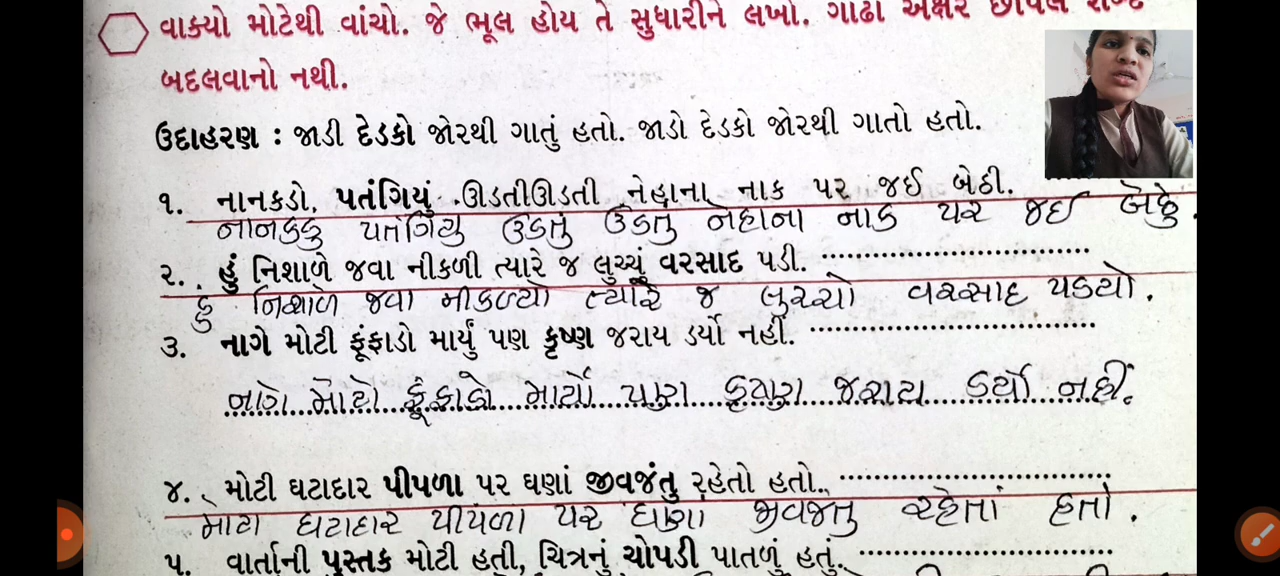 વાક્યો મોટેથી વાંચો. જે ભૂલ હોય તે સુધારીને લખો. ગાઢા અક્ષરે છાપેલ શબ્દ
બદલવાનો નથી.
ઉદાહરણ : જાડી દેડકો જોરથી ગાતું હતો. જાડો દેડકો જોરથી ગાતો હતો.
૧. નાનકડો. પતંગિયું ઊડતીઊડતી નેહાના નાક પર જઈ બેઠી.
નાનકડુ પતંગિયુ ઉડતું ઉડતુ નેહાના નાક પર જઈ બેઠું.
૨. હું નિશાળે જવા નીકળી ત્યારે જ લુચ્ચું વરસાદ પડી.
હુ નિશાળે જવા નીકળ્યો ત્યારે જ લુચ્ચો વરસાદ પડ્યો.
૩. નાગે મોટી ફૂંફાડો માર્યું પણ કૃષ્ણ જરાય ડર્યો નહીં.
નાગે મોટો ફૂંફાડો માર્યો પણ કૃષ્ણ જરાય ડર્યો નહીં.
૪. મોટી ઘટાદાર પીપળા પર ઘણાં જીવજંતુ રહેતો હતો.
મોટા ઘટાદાર પીપળા પર ઘણાં જીવજંતુ રહેતાં હતાં.
૫. વાર્તાની પુસ્તક મોટી હતી, ચિત્રનું ચોપડી પાતળું હતું.